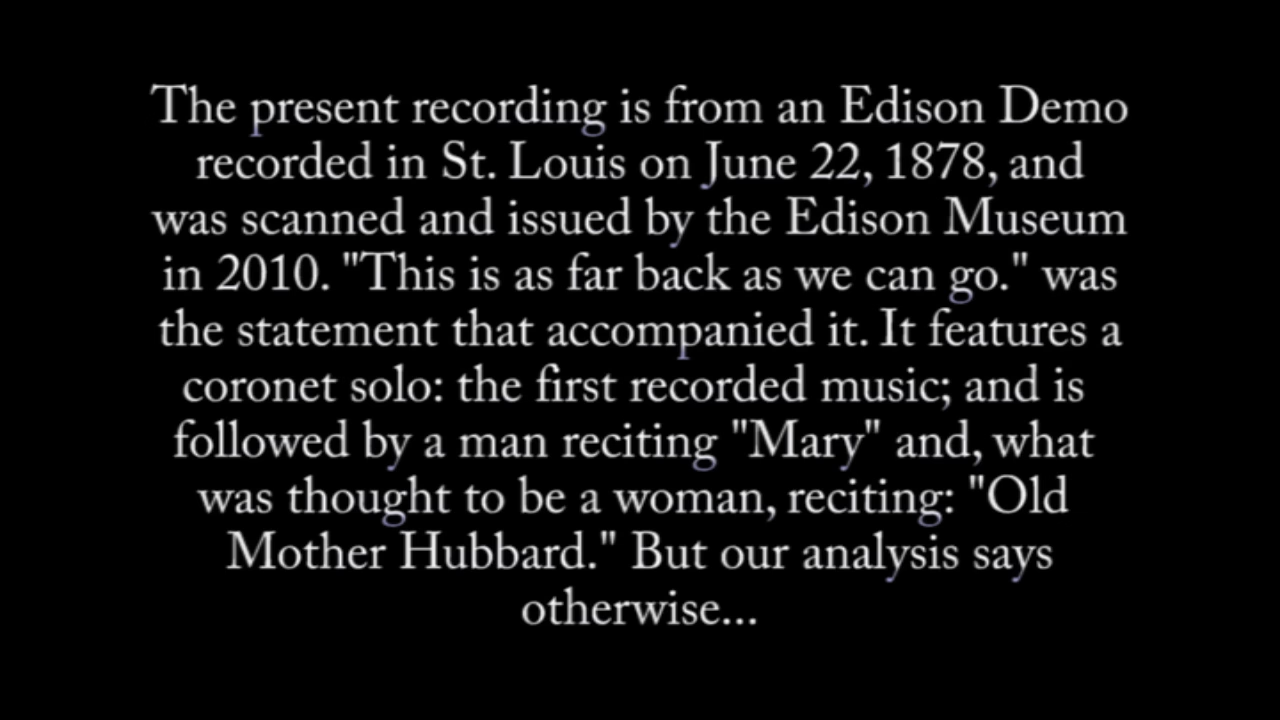 The present recording is from an Edison Demo
recorded in St. Louis on June 22, 1878, and
was scanned and issued by the Edison Museum
in 2010. "This is as far back as we can go." was
the statement that accompanied it. It features a
coronet solo: the first recorded music; and is
followed by a man reciting "Mary" and, what
was thought to be a woman, reciting: "Old
Mother Hubbard." But our analysis says
otherwise...